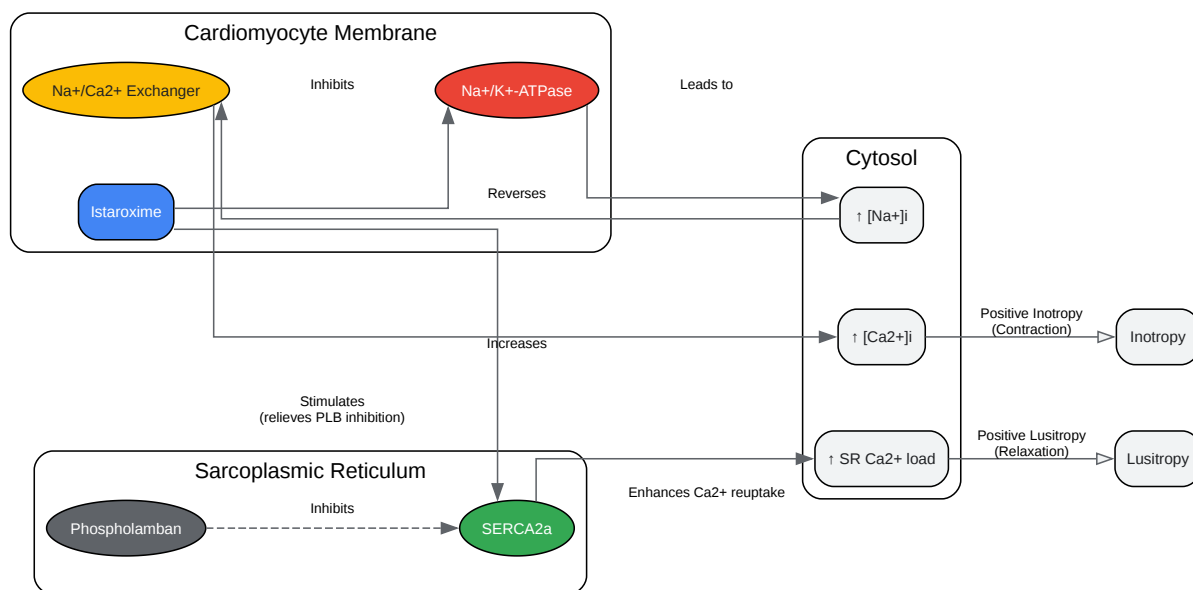 Cardiomyocyte Membrane
Na+/Ca2+ Exchanger
Inhibits
Na+/K+-ATPase
Leads to
Cytosol
Istaroxime
Reverses
↑ [Na+]i
Increases
↑ [Ca2+]i
Positive Inotropy
(Contraction)
Inotropy
Stimulates
(relieves PLB inhibition)
Sarcoplasmic Reticulum
Phospholamban
Inhibits
SERCA2a
Enhances Ca2+ reuptake
↑ SR Ca2+ load
Positive Lusitropy
(Relaxation)
Lusitropy